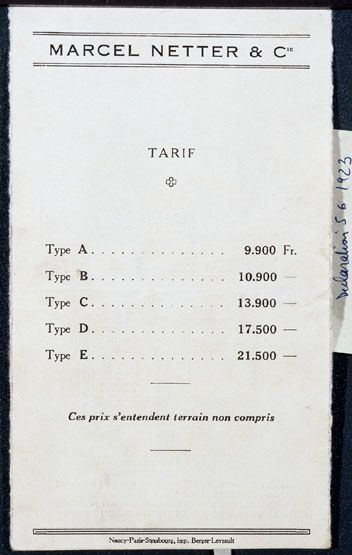 MARCEL NETTER & Cie
TARIF
Type A. . . . . . . . . . . . . . . 9.900 Fr.
Type B. . . . . . . . . . . . . . . 10.900 —
Type C. . . . . . . . . . . . . . . 13.900 —
Type D. . . . . . . . . . . . . . . 17.500 —
Type E. . . . . . . . . . . . . . . 21.500 —
Ces prix s'entendent terrain non compris
Nancy-Paris-Strasbourg, imp. Berger-Levrault
Declaration 5 6 1923